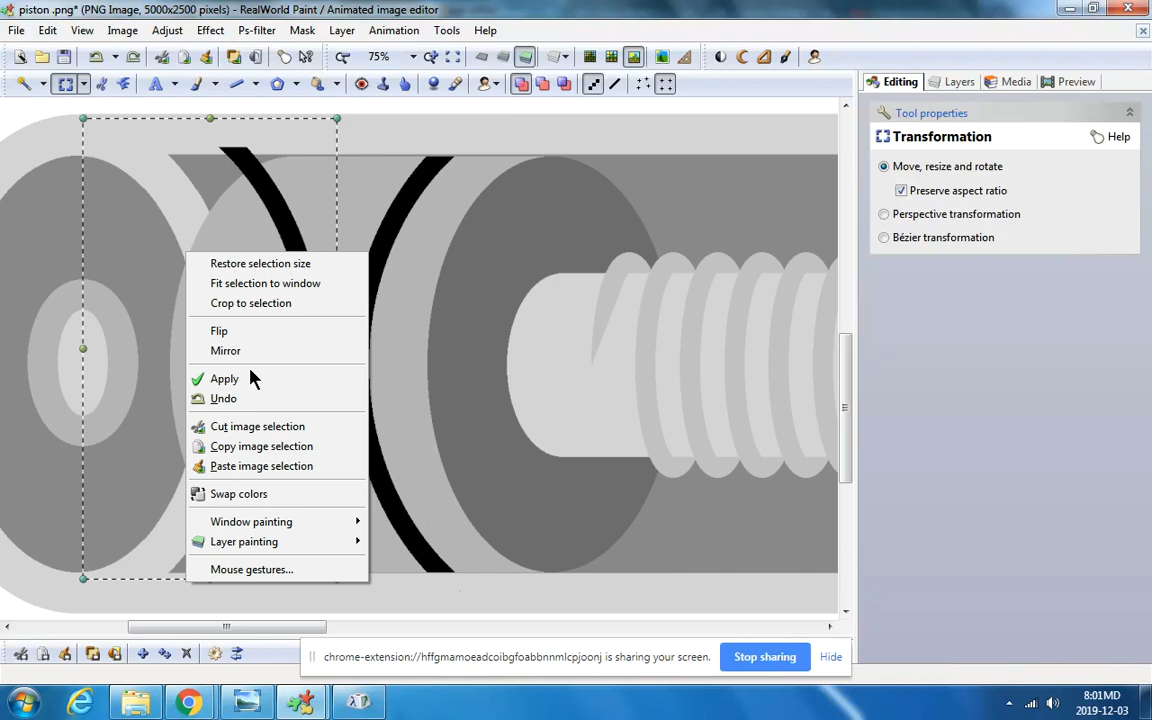 piston .png* (PNG Image, 5000x2500 pixels) - RealWorld Paint / Animated image editor
File Edit View Image Adjust Effect Ps-filter Mask Layer Animation Tools Help
75%
Editing Layers Media Preview
Tool properties
Transformation Help
Move, resize and rotate
Preserve aspect ratio
Perspective transformation
Bézier transformation
Restore selection size
Fit selection to window
Crop to selection
Flip
Mirror
Apply
Undo
Cut image selection
Copy image selection
Paste image selection
Swap colors
Window painting
Layer painting
Mouse gestures...
chrome-extension://hffgmamoeadcoibgfoabbnnmlcpjoonj is sharing your screen. Stop sharing Hide
8:01MD
2019-12-03